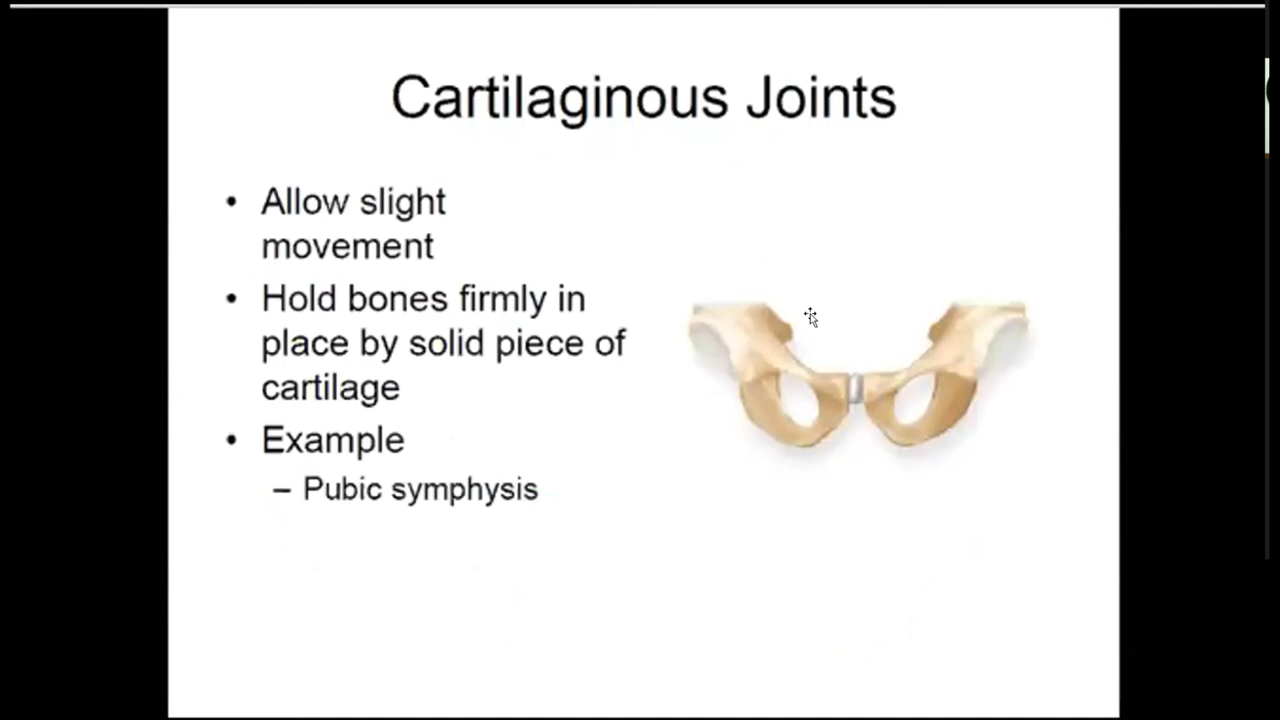 Cartilaginous Joints
• Allow slight
movement
• Hold bones firmly in
place by solid piece of
cartilage
• Example
– Pubic symphysis